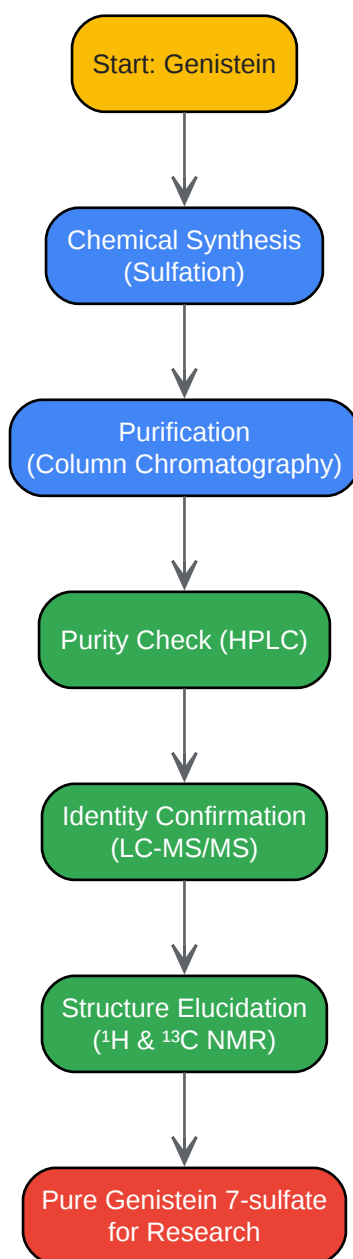 Start: Genistein
Chemical Synthesis
(Sulfation)
Purification
(Column Chromatography)
Purity Check (HPLC)
Identity Confirmation
(LC-MS/MS)
Structure Elucidation
(¹H & ¹³C NMR)
Pure Genistein 7-sulfate
for Research